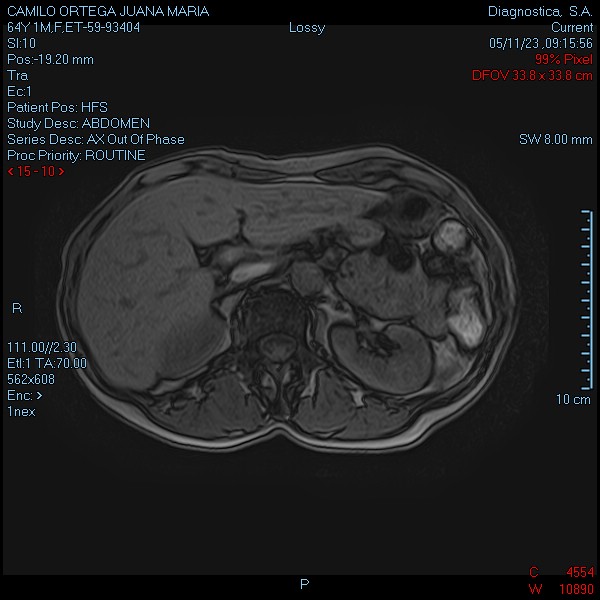 CAMILO ORTEGA JUANA MARIA
64Y 1M,F,ET-59-93404
Sl:10
Pos:-19.20 mm
Tra
Ec:1
Patient Pos: HFS
Study Desc: ABDOMEN
Series Desc: AX Out Of Phase
Proc Priority: ROUTINE
< 15 - 10 >
Lossy
Diagnostica, S.A.
Current
05/11/23 ,09:15:56
99% Pixel
DFOV 33.8 x 33.8 cm
SW 8.00 mm
R
111.00//2.30
Etl:1 TA:70.00
562x608
Enc: >
1nex
10 cm
P
C 4554
W 10890